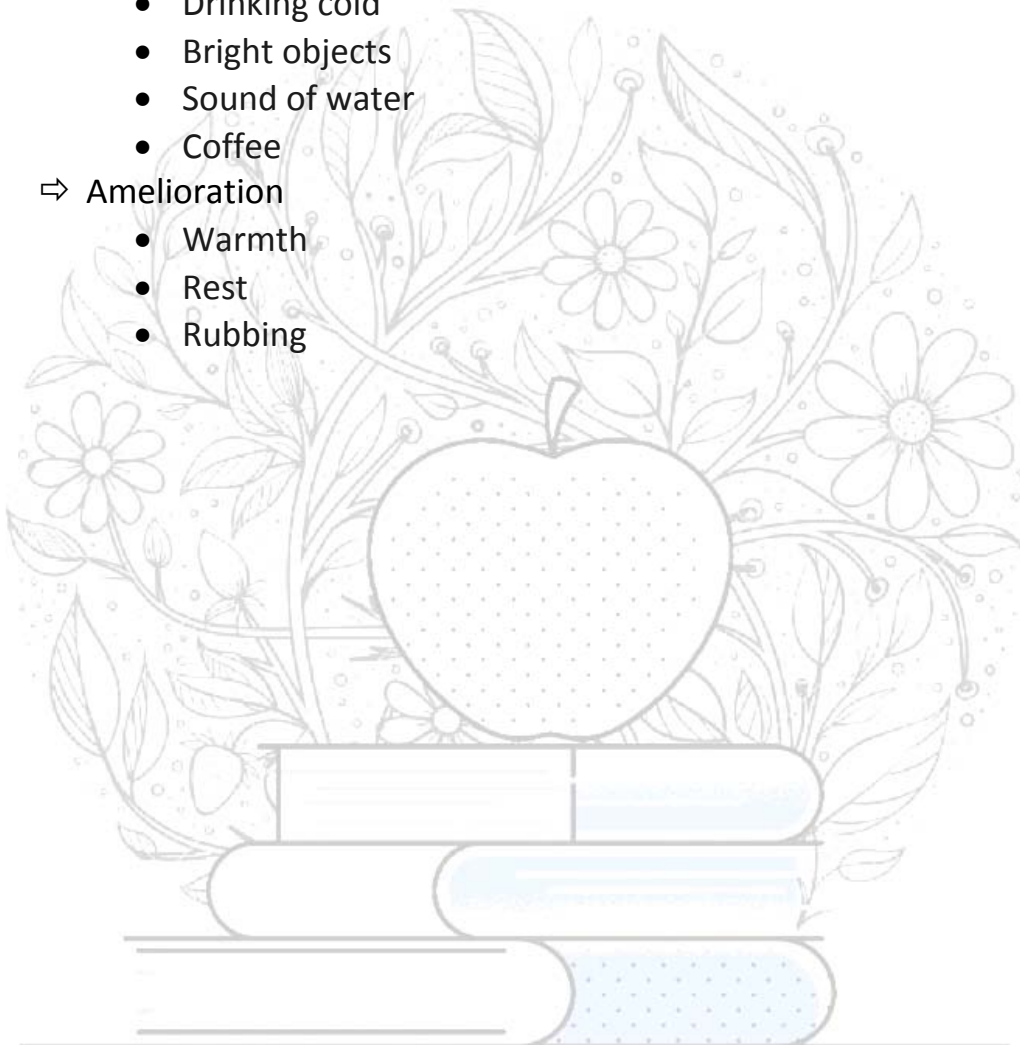 • Drinking cold
• Bright objects
• Sound of water
• Coffee
⇨ Amelioration
• Warmth
• Rest
• Rubbing